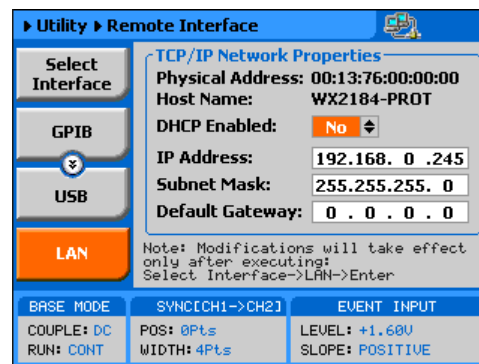 Utility ▸ Remote Interface
Select
Interface
GPIB
USB
LAN
TCP/IP Network Properties
Physical Address: 00:13:76:00:00:00
Host Name: WX2184-PROT
DHCP Enabled: No
IP Address: 192.168. 0 .245
Subnet Mask: 255.255.255. 0
Default Gateway: 0 . 0 . 0 . 0
Note: Modifications will take effect
only after executing:
Select Interface->LAN->Enter
BASE MODE
COUPLE: DC
RUN: CONT
SYNC[CH1->CH2]
POS: 0Pts
WIDTH: 4Pts
EVENT INPUT
LEVEL: +1.60V
SLOPE: POSITIVE